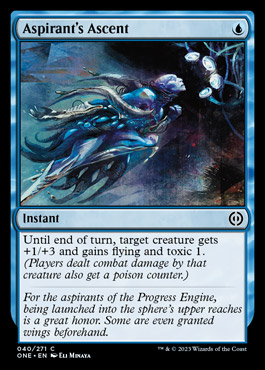 Aspirant's Ascent
Instant
Until end of turn, target creature gets
+1/+3 and gains flying and toxic 1.
(Players dealt combat damage by that
creature also get a poison counter.)
For the aspirants of the Progress Engine,
being launched into the sphere's upper reaches
is a great honor. Some are even granted
wings beforehand.
040/271 C
ONE • EN Eli Minaya
™ & © 2023 Wizards of the Coast